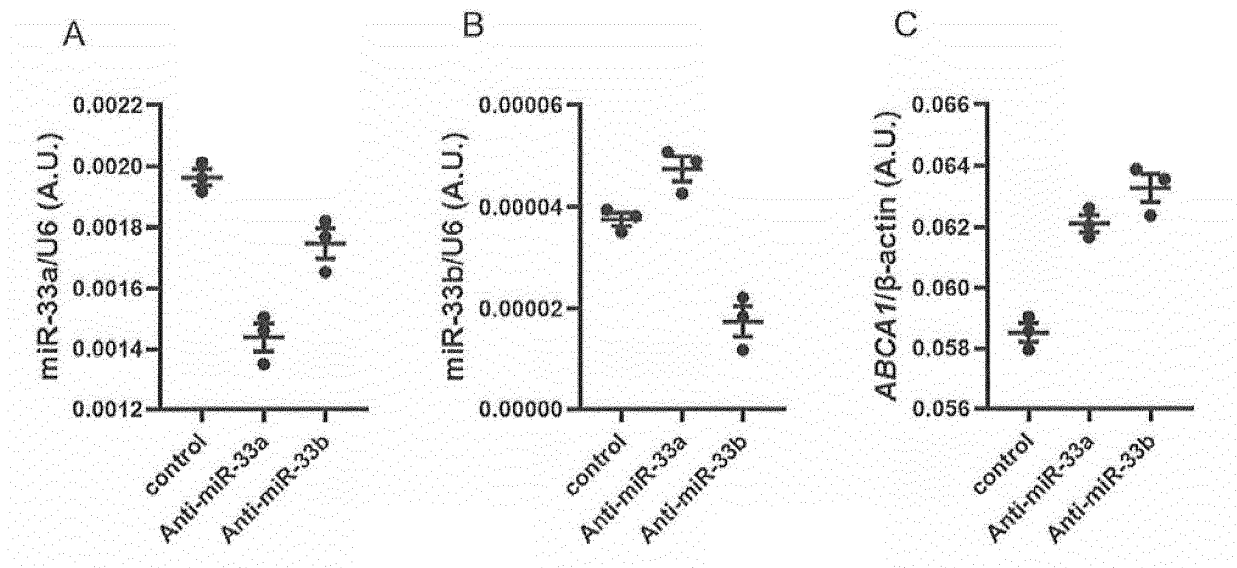 A
miR-33a/U6 (A.U.)
0.0022
0.0020
0.0018
0.0016
0.0014
0.0012
control
Anti-miR-33a
Anti-miR-33b
B
miR-33b/U6 (A.U.)
0.00006
0.00004
0.00002
0.00000
control
Anti-miR-33a
Anti-miR-33b
C
ABCA1/β-actin (A.U.)
0.066
0.064
0.062
0.060
0.058
0.056
control
Anti-miR-33a
Anti-miR-33b